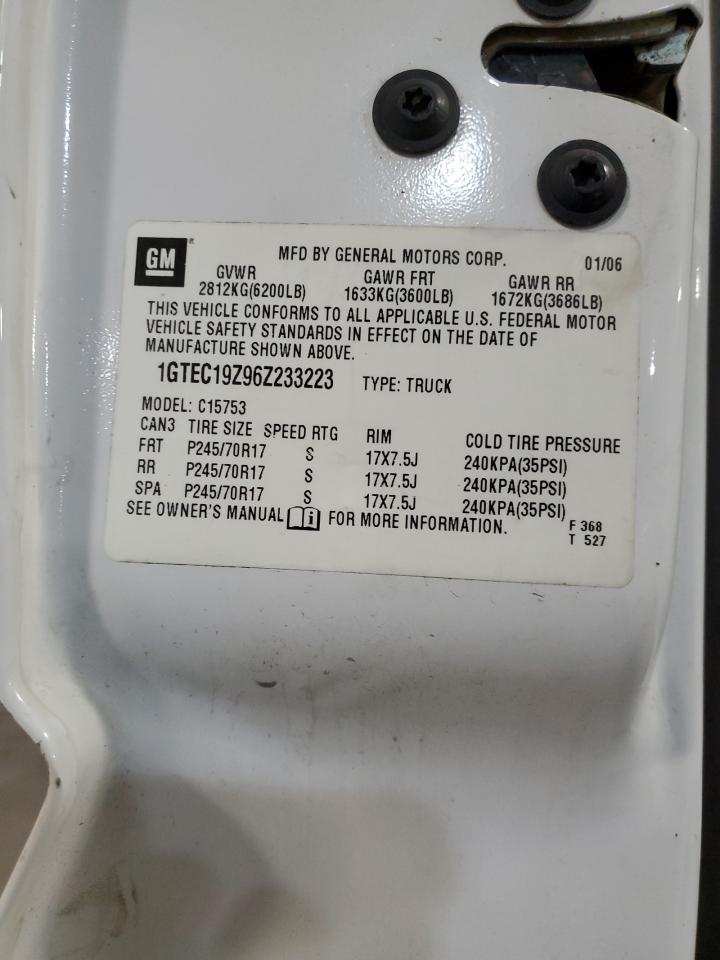 GM®
MFD BY GENERAL MOTORS CORP. 01/06
GVWR GAWR FRT GAWR RR
2812KG(6200LB) 1633KG(3600LB) 1672KG(3686LB)
THIS VEHICLE CONFORMS TO ALL APPLICABLE U.S. FEDERAL MOTOR
VEHICLE SAFETY STANDARDS IN EFFECT ON THE DATE OF
MANUFACTURE SHOWN ABOVE.
1GTEC19Z96Z233223 TYPE: TRUCK
MODEL: C15753
CAN3 TIRE SIZE SPEED RTG RIM COLD TIRE PRESSURE
FRT P245/70R17 S 17X7.5J 240KPA(35PSI)
RR P245/70R17 S 17X7.5J 240KPA(35PSI)
SPA P245/70R17 S 17X7.5J 240KPA(35PSI)
SEE OWNER'S MANUAL i FOR MORE INFORMATION.
F 368
T 527